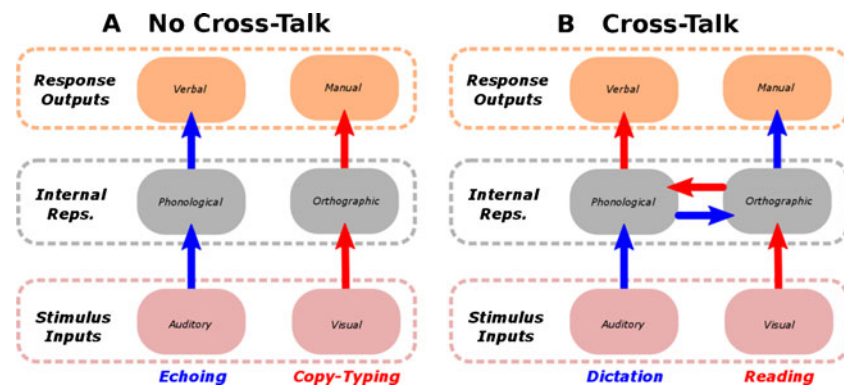 A No Cross-Talk
Response
Outputs
Verbal
Manual
Internal
Reps.
Phonological
Orthographic
Stimulus
Inputs
Auditory
Visual
Echoing
Copy-Typing
B Cross-Talk
Response
Outputs
Verbal
Manual
Internal
Reps.
Phonological
Orthographic
Stimulus
Inputs
Auditory
Visual
Dictation
Reading